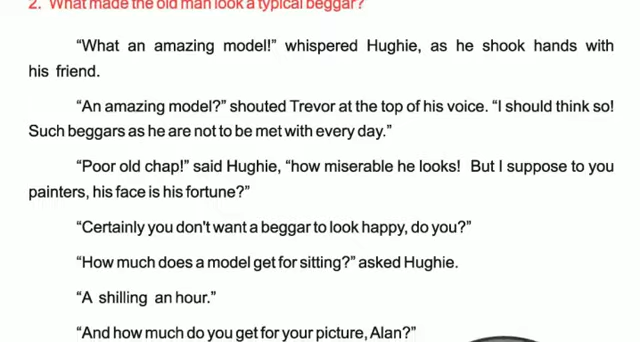 2. What made the old man look a typical beggar?
“What an amazing model!” whispered Hughie, as he shook hands with
his friend.
“An amazing model?” shouted Trevor at the top of his voice. “I should think so!
Such beggars as he are not to be met with every day.”
“Poor old chap!” said Hughie, “how miserable he looks! But I suppose to you
painters, his face is his fortune?”
“Certainly you don't want a beggar to look happy, do you?”
“How much does a model get for sitting?” asked Hughie.
“A shilling an hour.”
“And how much do you get for your picture, Alan?”